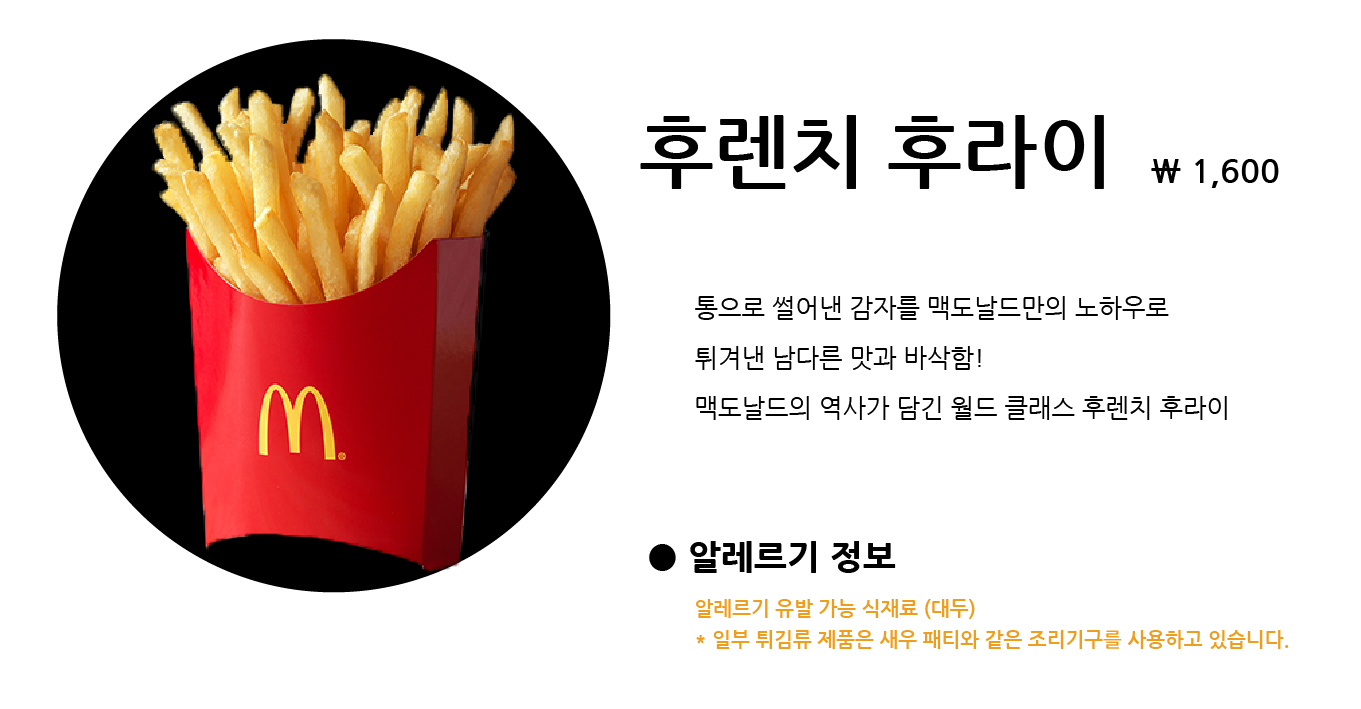 후렌치 후라이 ₩ 1,600
통으로 썰어낸 감자를 맥도날드만의 노하우로
튀겨낸 남다른 맛과 바삭함!
맥도날드의 역사가 담긴 월드 클래스 후렌치 후라이
● 알레르기 정보
알레르기 유발 가능 식재료 (대두)
* 일부 튀김류 제품은 새우 패티와 같은 조리기구를 사용하고 있습니다.